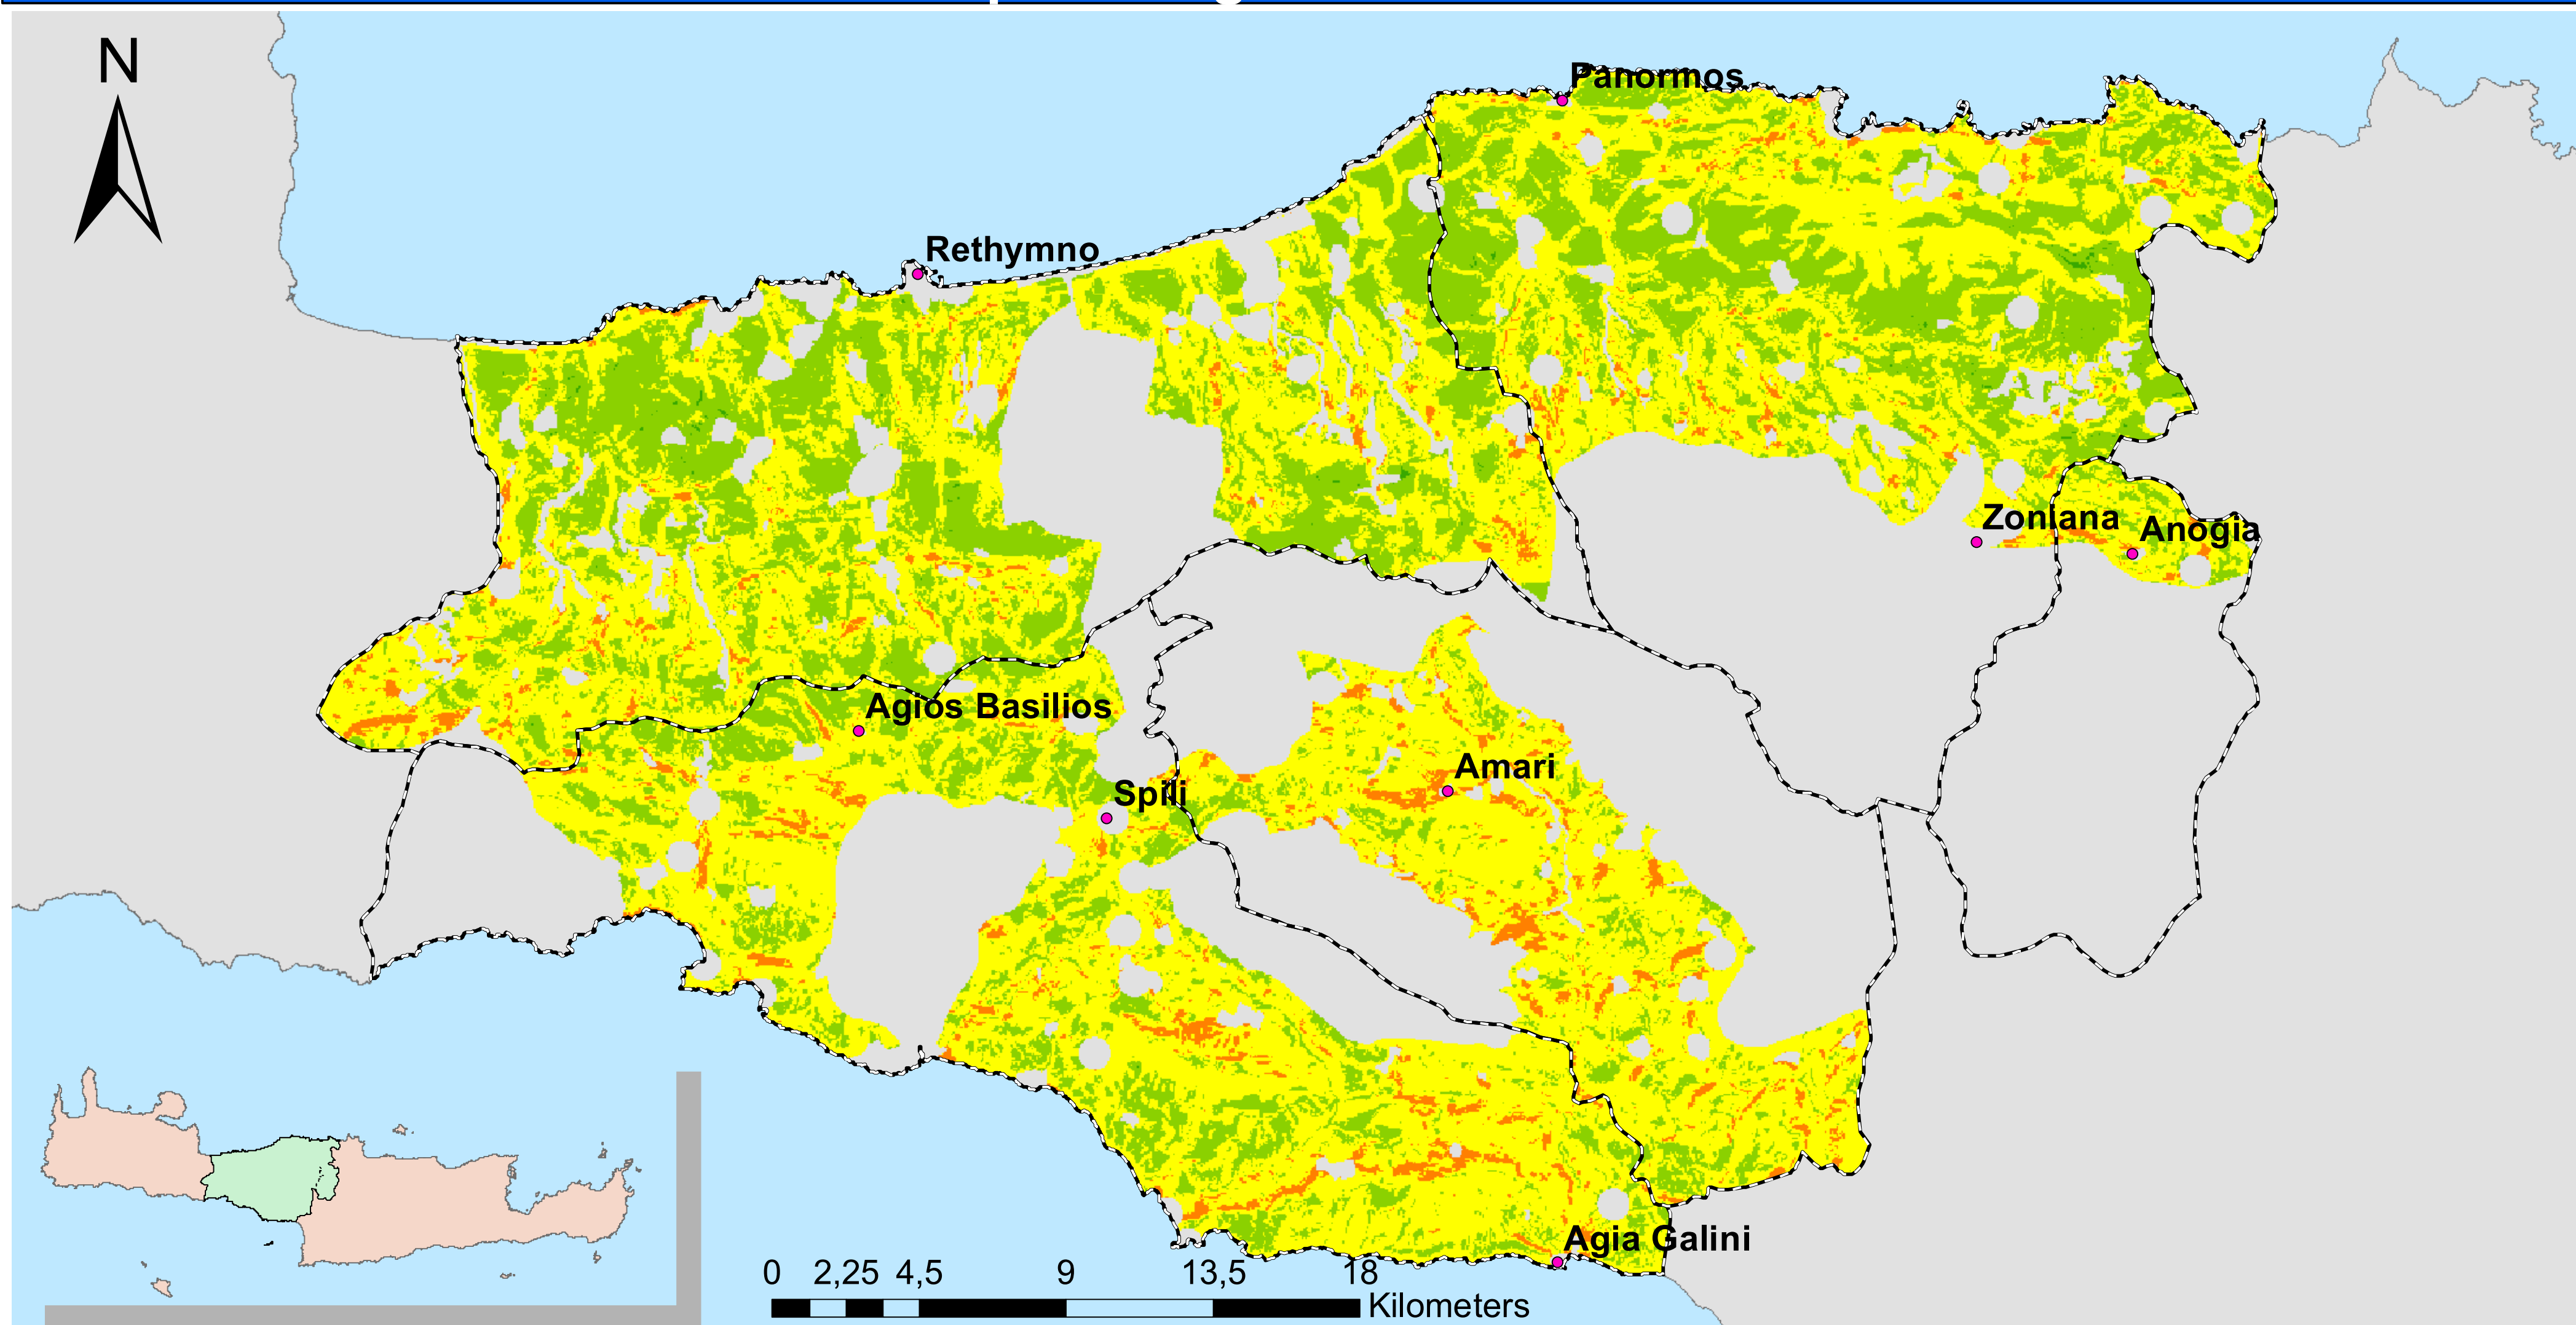 N
Panormos
Rethymno
Zoniana
Anogia
Agios Basilios
Amari
Spili
Agia Galini
0 2,25 4,5 9 13,5 18
Kilometers